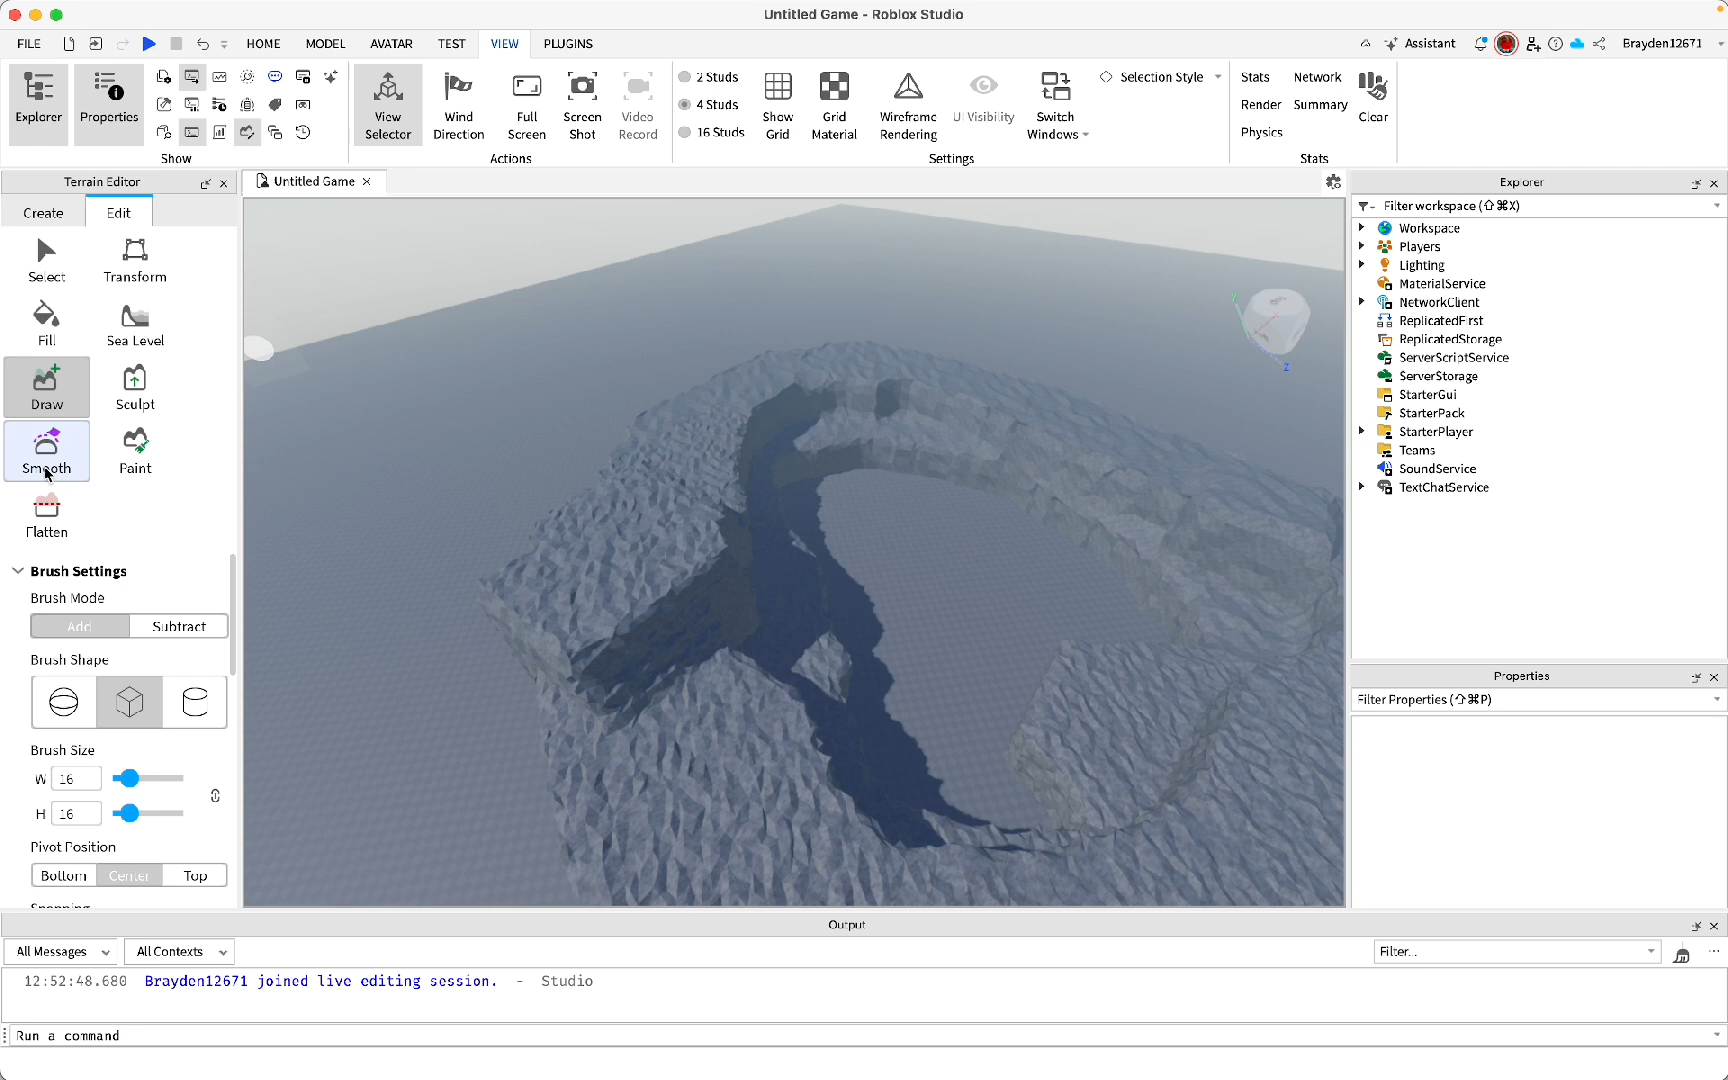 Untitled Game - Roblox Studio
FILE HOME MODEL AVATAR TEST VIEW PLUGINS Assistant Brayden12671
Explorer
Properties
Show
View Selector
Wind Direction
Full Screen
Screen Shot
Video Record
Actions
2 Studs
4 Studs
16 Studs
Show Grid
Grid Material
Wireframe Rendering
UI Visibility
Switch Windows
Selection Style
Settings
Stats Network
Render Summary
Physics
Clear
Stats
Terrain Editor
Untitled Game
Create Edit
Select Transform
Fill Sea Level
Draw Sculpt
Smooth Paint
Flatten
Brush Settings
Brush Mode
Add Subtract
Brush Shape
Brush Size
W 16
H 16
Pivot Position
Bottom Center Top
Snapping
Z
Explorer
Filter workspace (⇧⌘X)
Workspace
Players
Lighting
MaterialService
NetworkClient
ReplicatedFirst
ReplicatedStorage
ServerScriptService
ServerStorage
StarterGui
StarterPack
StarterPlayer
Teams
SoundService
TextChatService
Properties
Filter Properties (⇧⌘P)
Output
All Messages All Contexts Filter...
12:52:48.680 Brayden12671 joined live editing session. - Studio
Run a command